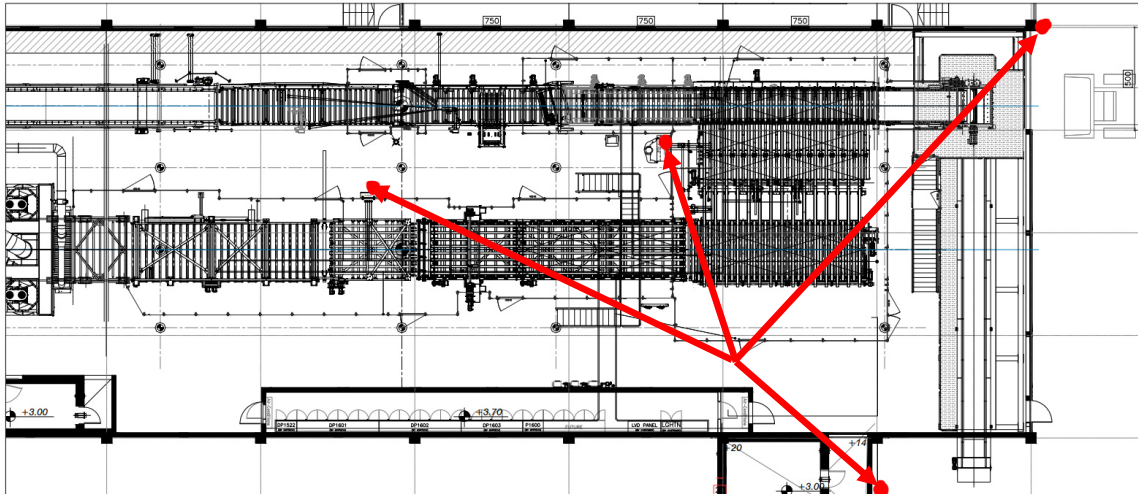 750
750
750
500
+3.00
+3.70
DP1522
DP1601
DP1602
DP1603
P1600
FUTURE
LVD PANEL
LGHTN
+20
+14
+3.00